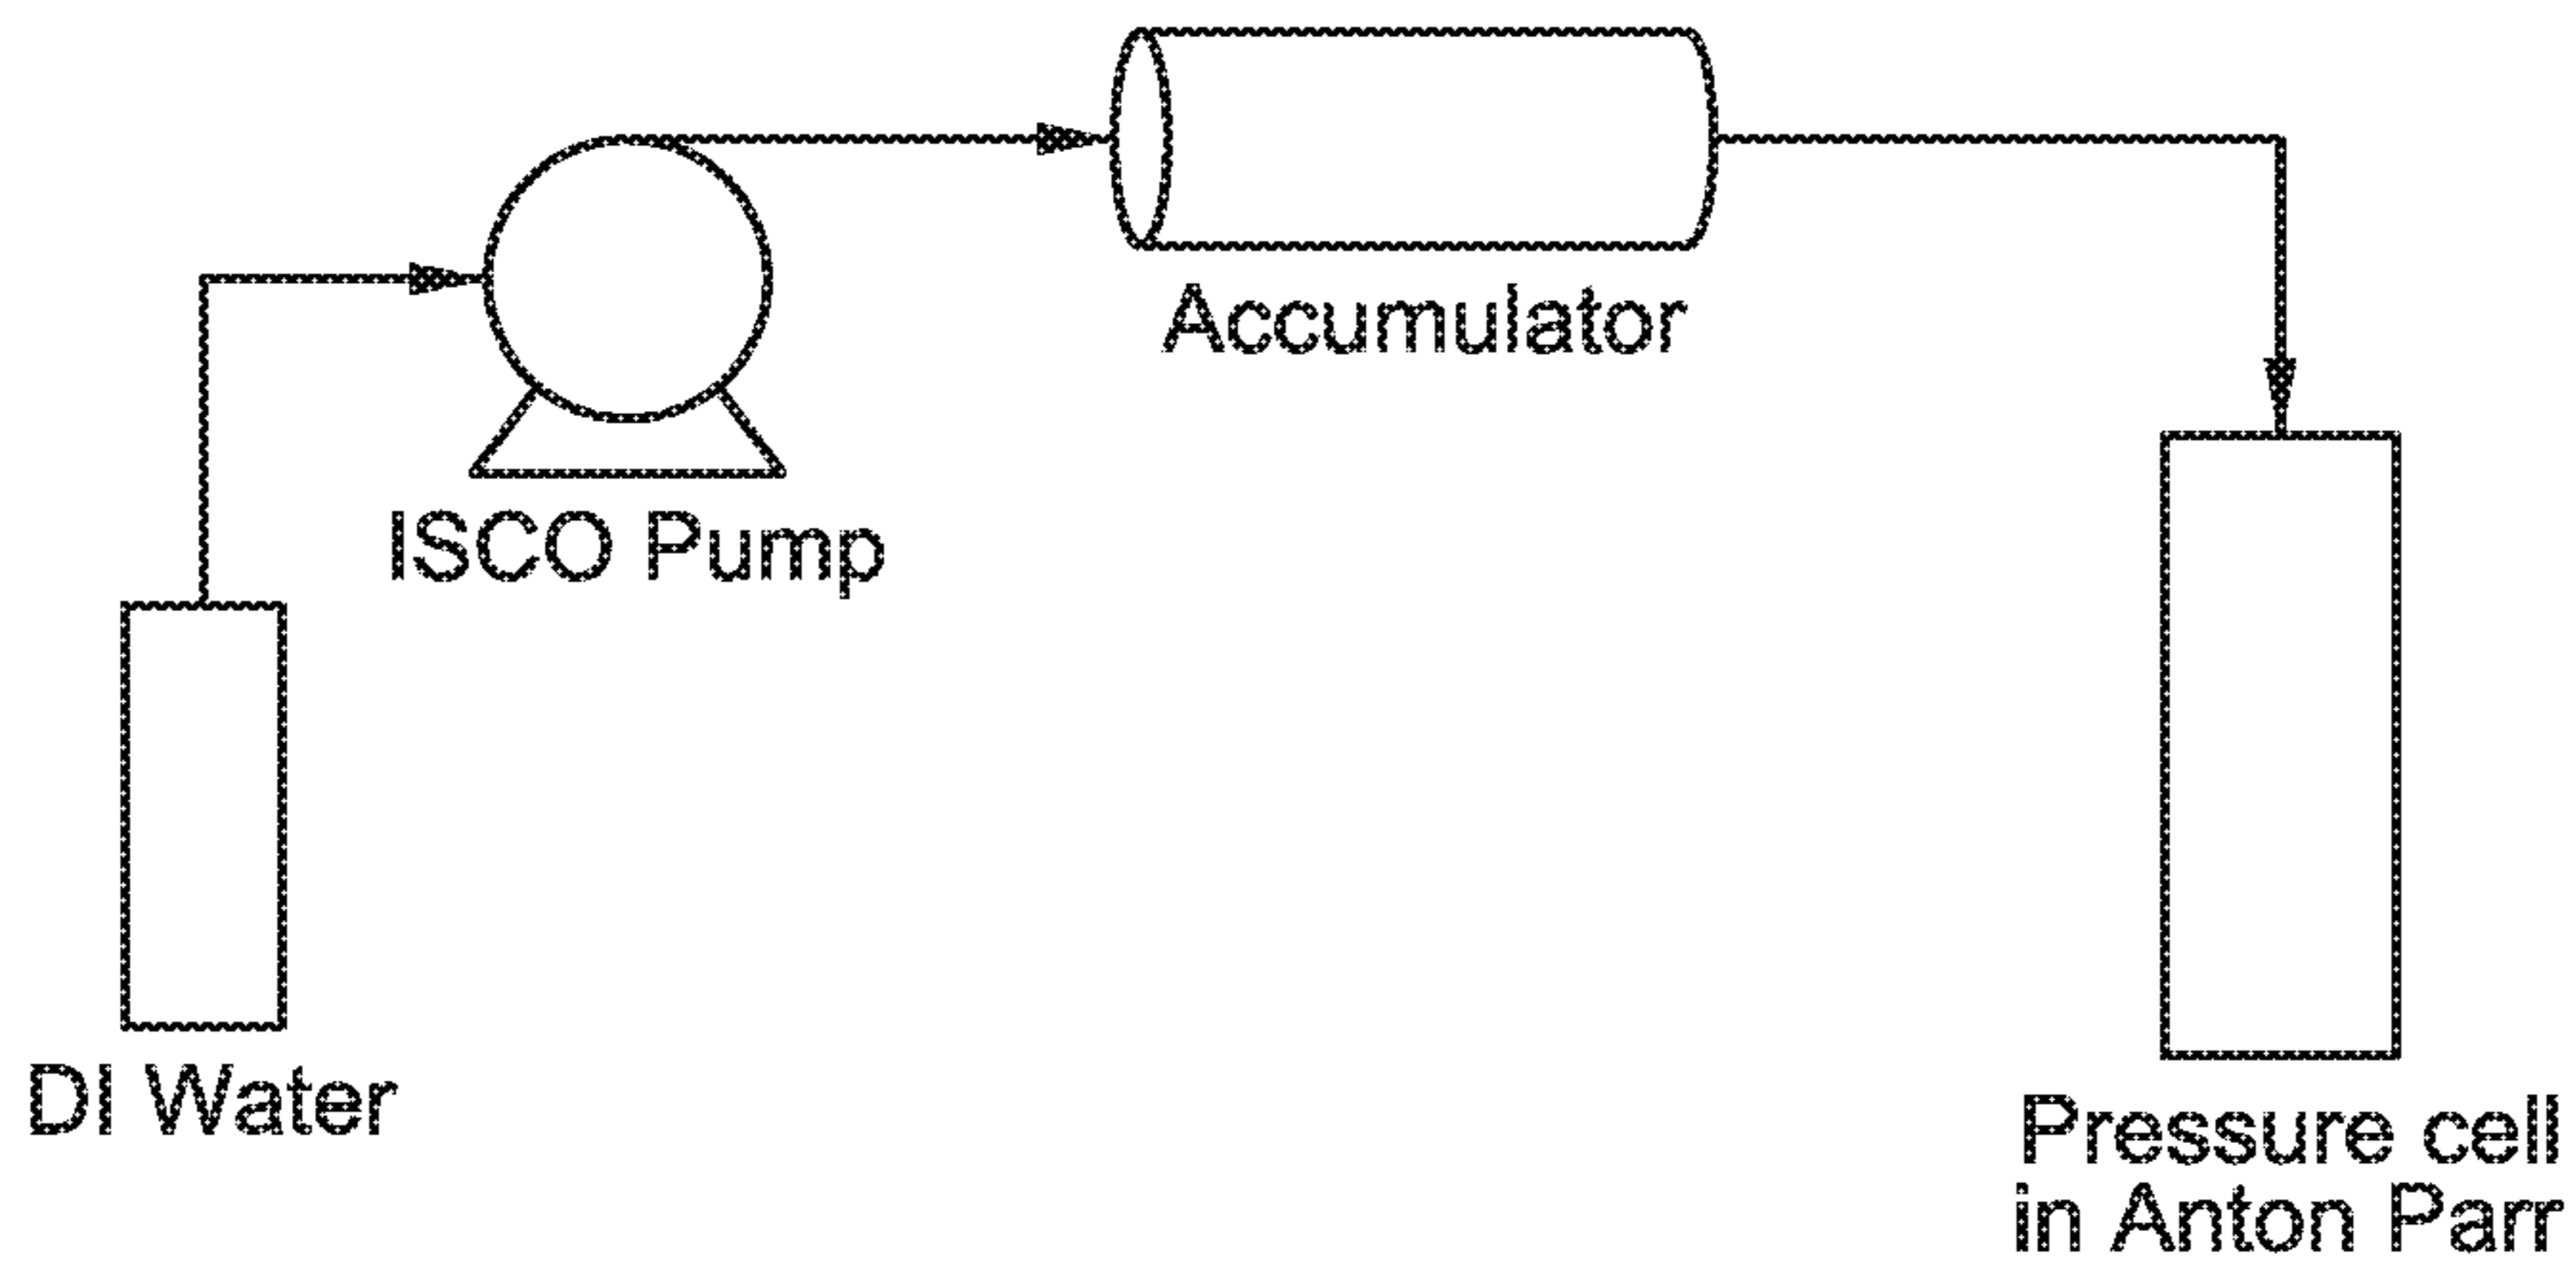 Accumulator
ISCO Pump
DI Water
Pressure cell
in Anton Parr